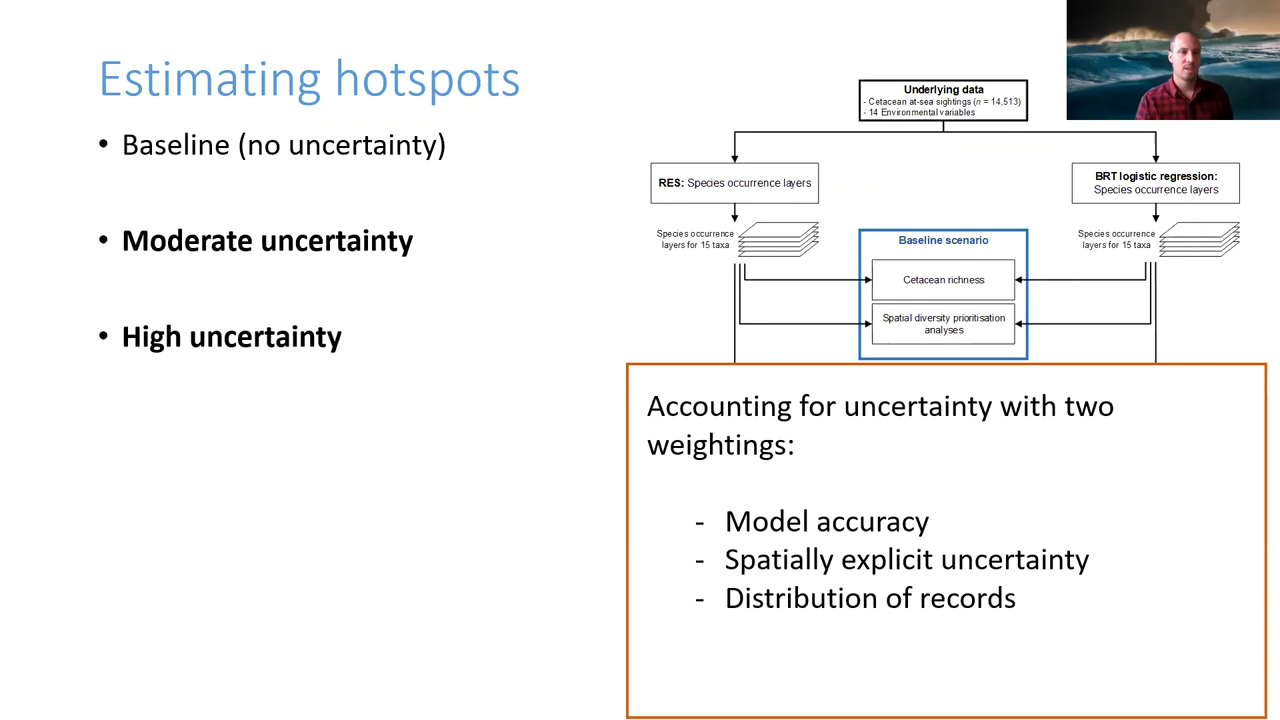 Estimating hotspots
• Baseline (no uncertainty)
• Moderate uncertainty
• High uncertainty
Underlying data
- Cetacean at-sea sightings (n = 14,513)
- 14 Environmental variables
RES: Species occurrence layers
BRT logistic regression:
Species occurrence layers
Species occurrence
layers for 15 taxa
Species occurrence
layers for 15 taxa
Baseline scenario
Cetacean richness
Spatial diversity prioritisation
analyses
Accounting for uncertainty with two
weightings:
- Model accuracy
- Spatially explicit uncertainty
- Distribution of records